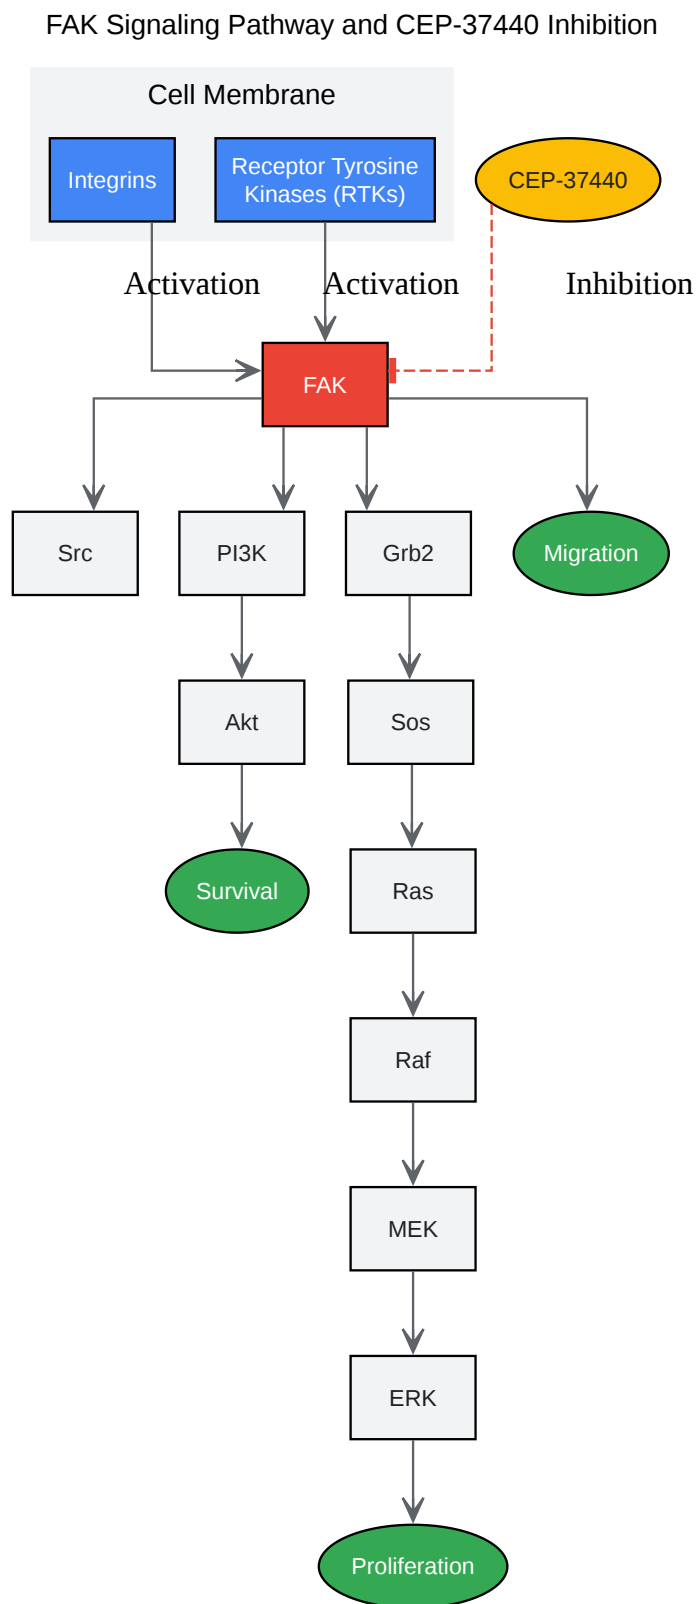 FAK Signaling Pathway and CEP-37440 Inhibition
Cell Membrane
Integrins
Receptor Tyrosine
Kinases (RTKs)
CEP-37440
Activation
Activation
Inhibition
FAK
Src
PI3K
Grb2
Migration
Akt
Sos
Survival
Ras
Raf
MEK
ERK
Proliferation